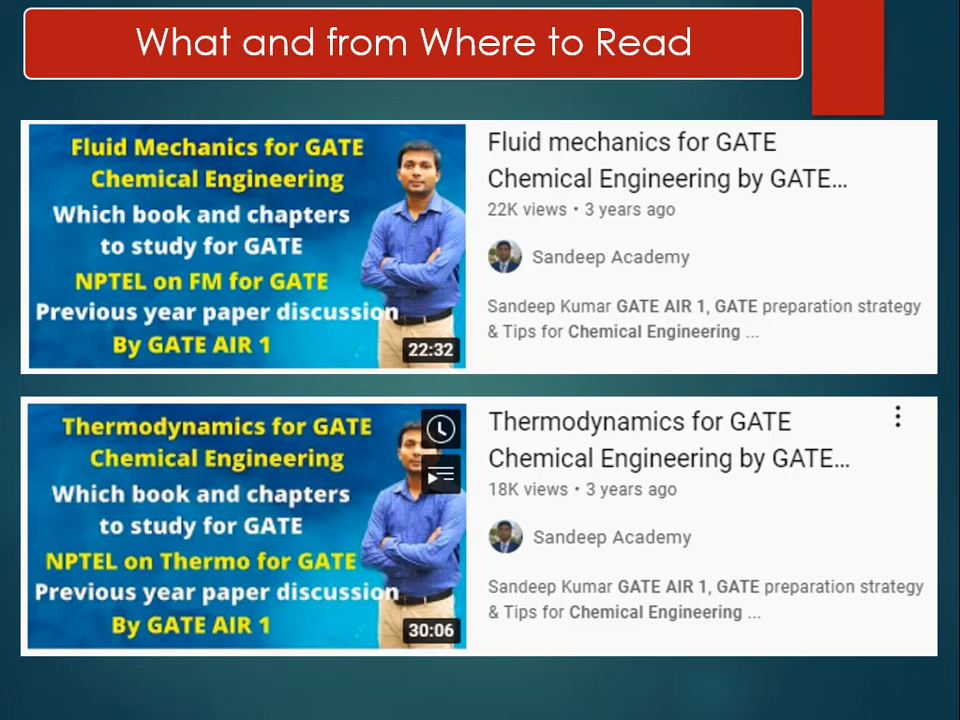 What and from Where to Read
Fluid Mechanics for GATE
Chemical Engineering
Which book and chapters
to study for GATE
NPTEL on FM for GATE
Previous year paper discussion
By GATE AIR 1
22:32
Fluid mechanics for GATE
Chemical Engineering by GATE...
22K views • 3 years ago
Sandeep Academy
Sandeep Kumar GATE AIR 1, GATE preparation strategy
& Tips for Chemical Engineering ...
Thermodynamics for GATE
Chemical Engineering
Which book and chapters
to study for GATE
NPTEL on Thermo for GATE
Previous year paper discussion
By GATE AIR 1
30:06
Thermodynamics for GATE
Chemical Engineering by GATE...
18K views • 3 years ago
Sandeep Academy
Sandeep Kumar GATE AIR 1, GATE preparation strategy
& Tips for Chemical Engineering ...